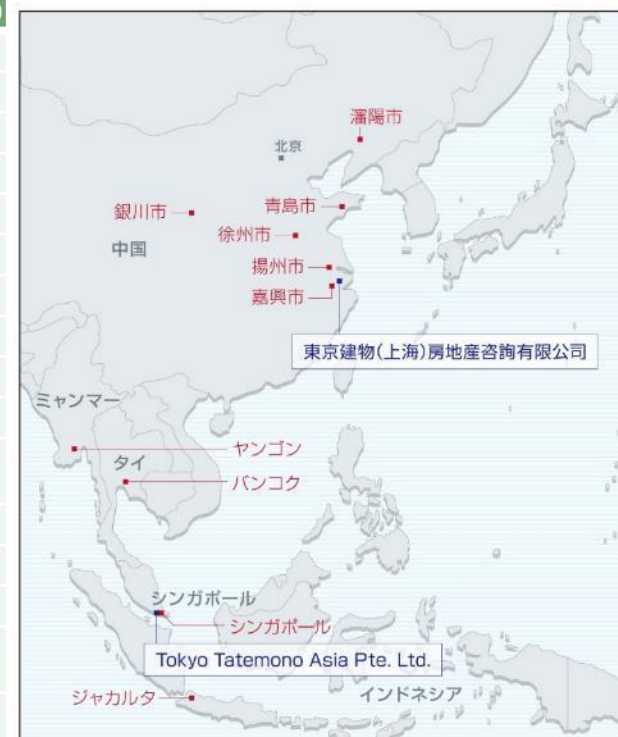 瀋陽市
北京
銀川市
青島市
徐州市
中国
揚州市
嘉興市
東京建物(上海)房地産咨詢有限公司
ミャンマー
ヤンゴン
タイ
バンコク
シンガポール
シンガポール
Tokyo Tatemono Asia Pte. Ltd.
ジャカルタ
インドネシア